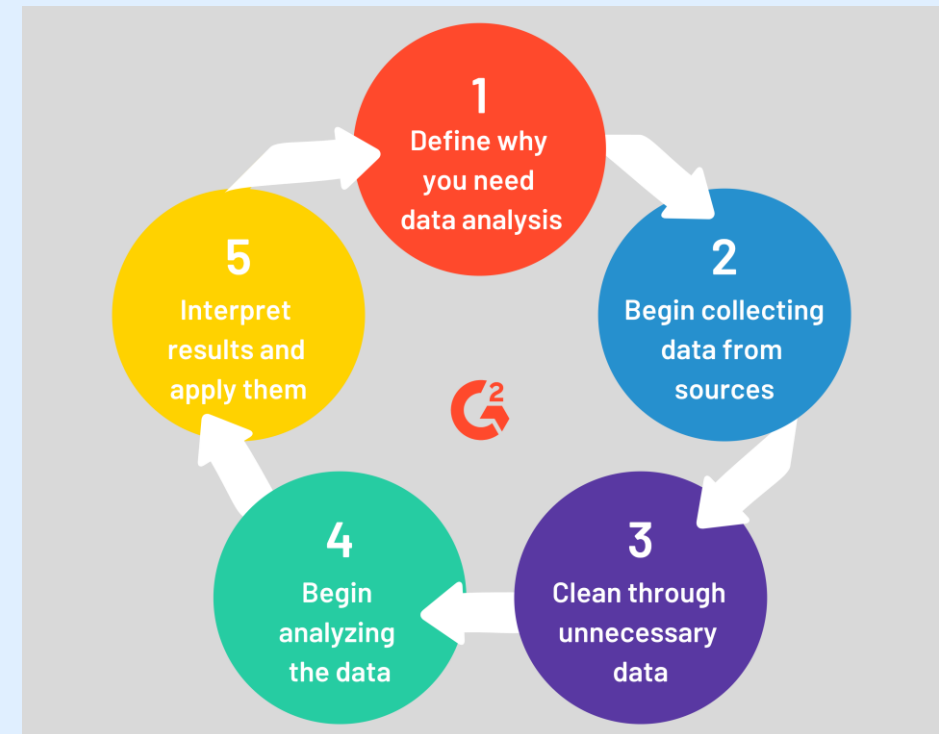 1
Define why
you need
data analysis
2
Begin collecting
data from
sources
3
Clean through
unnecessary
data
4
Begin
analyzing
the data
5
Interpret
results and
apply them
G2